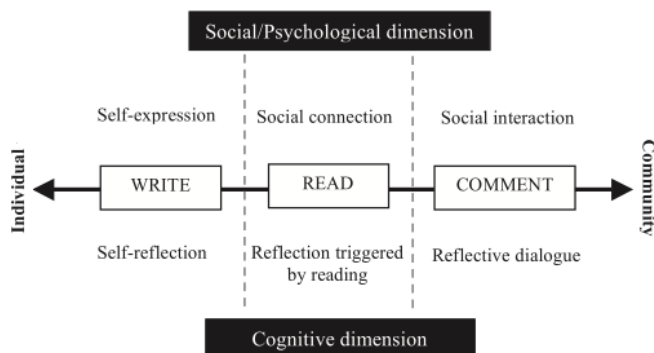 Social/Psychological dimension
Self-expression
Social connection
Social interaction
Individual
WRITE
READ
COMMENT
Community
Self-reflection
Reflection triggered
by reading
Reflective dialogue
Cognitive dimension